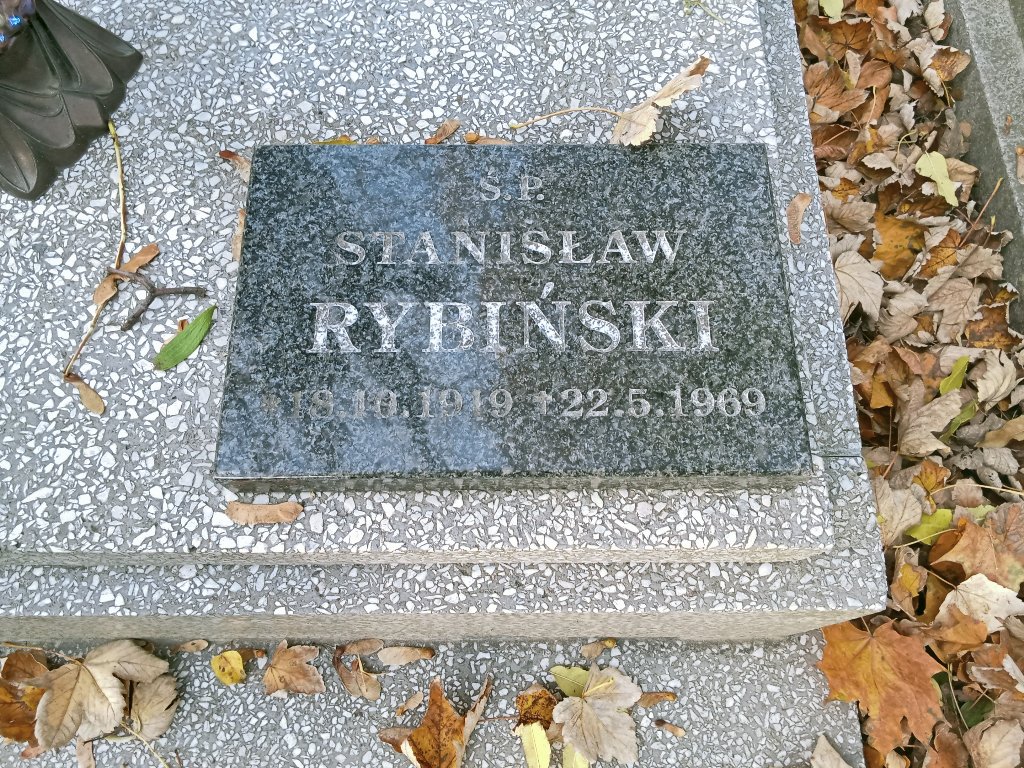 Ś.P.
STANISŁAW
RYBIŃSKI
*18.10.1919 †22.5.1969